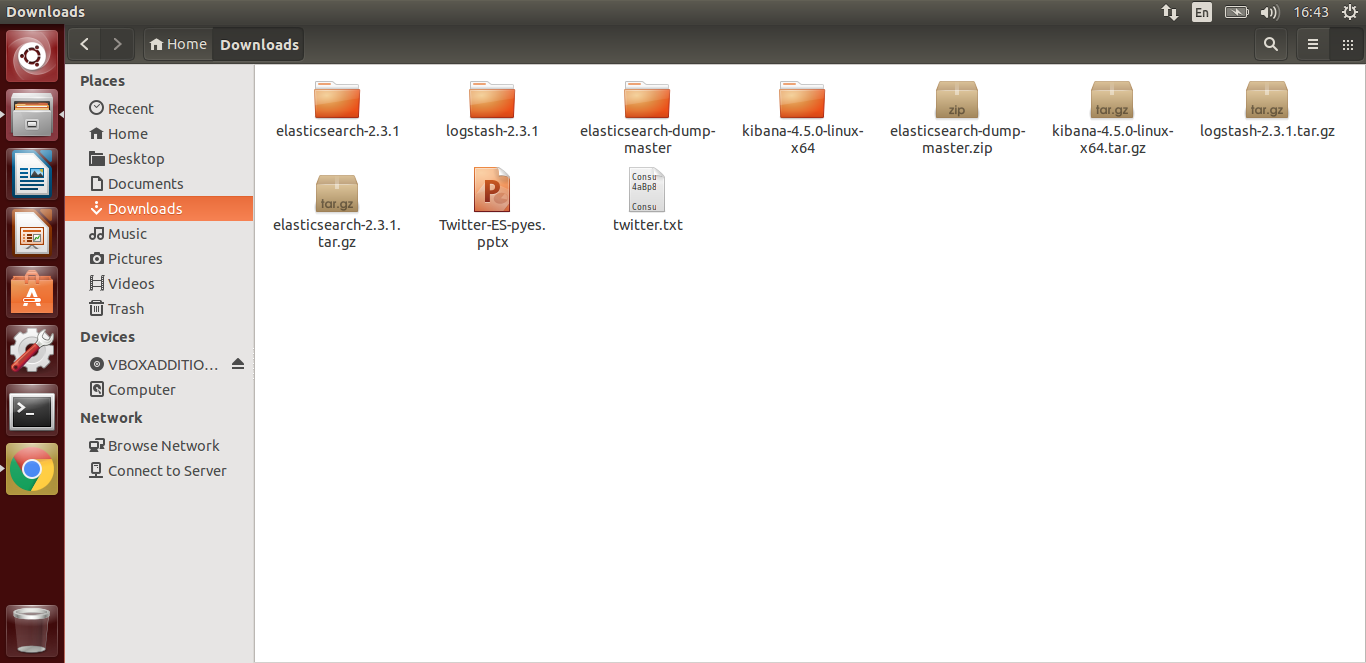 Downloads
En
16:43
Home
Downloads
Places
Recent
Home
Desktop
Documents
Downloads
Music
Pictures
Videos
Trash
Devices
VBOXADDITIO...
Computer
Network
Browse Network
Connect to Server
elasticsearch-2.3.1
logstash-2.3.1
elasticsearch-dump-
master
kibana-4.5.0-linux-
x64
zip
elasticsearch-dump-
master.zip
tar.gz
kibana-4.5.0-linux-
x64.tar.gz
tar.gz
logstash-2.3.1.tar.gz
tar.gz
elasticsearch-2.3.1.
tar.gz
P
Twitter-ES-pyes.
pptx
Consu
4aBp8
Consu
twitter.txt